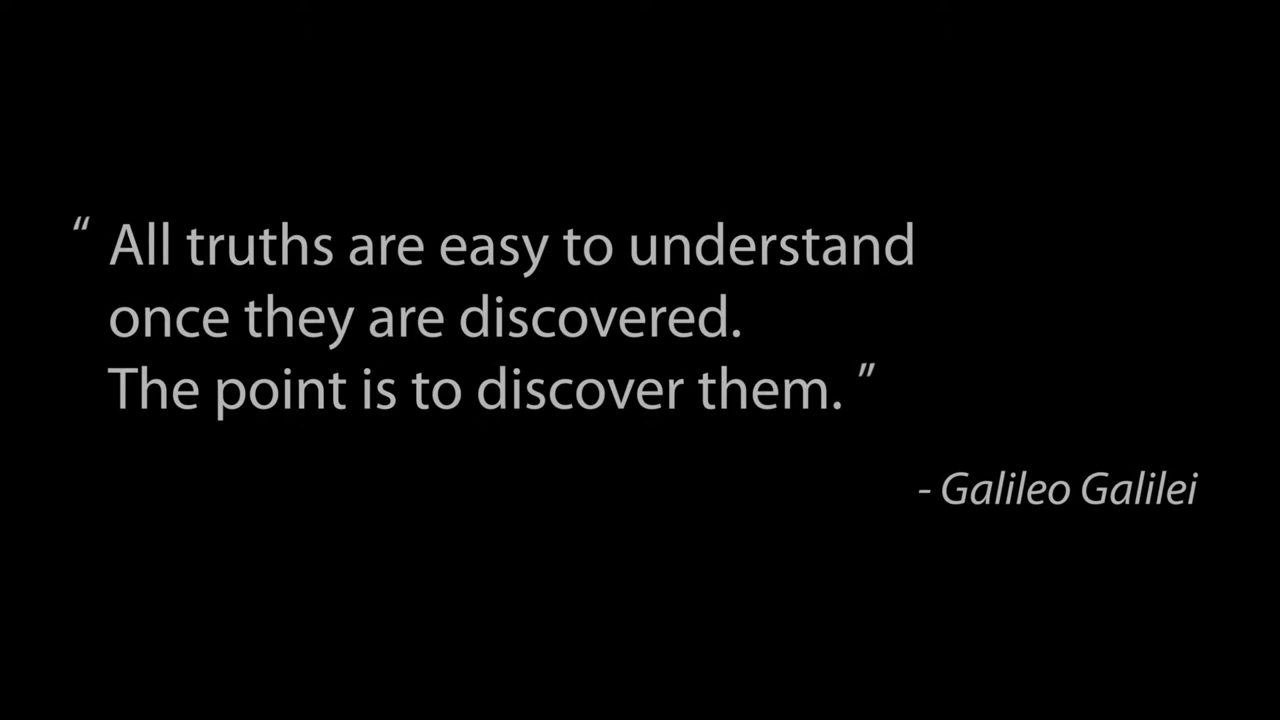 “ All truths are easy to understand
once they are discovered.
The point is to discover them. ”
- Galileo Galilei